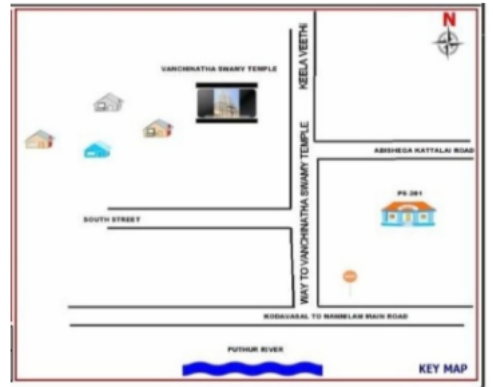 N
KEELA VEETHI
VANCHINATHA SWAMY TEMPLE
ABISHEGA KATTALAI ROAD
WAY TO VANCHINATHA SWAMY TEMPLE
PS-261
SOUTH STREET
KODAVASAL TO NANNILAM MAIN ROAD
PUTHUR RIVER
KEY MAP